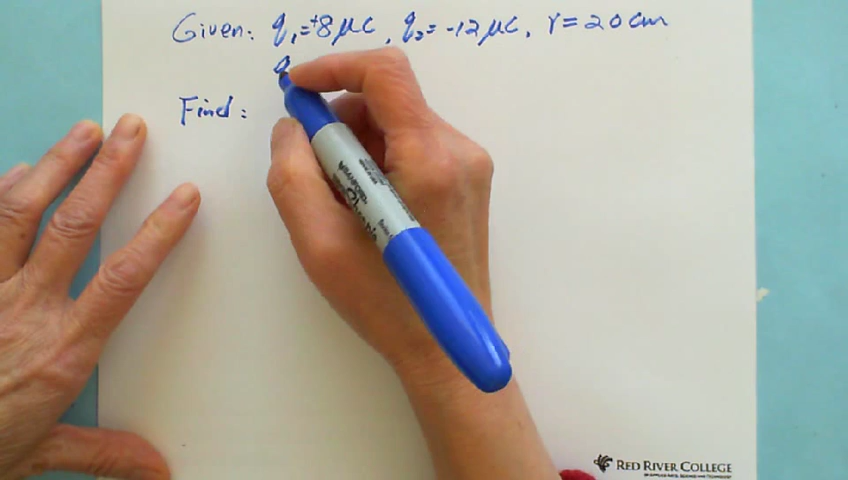 Given: q₁=+8μC, q₂=-12μC, r=20cm
q
Find:
RED RIVER COLLEGE